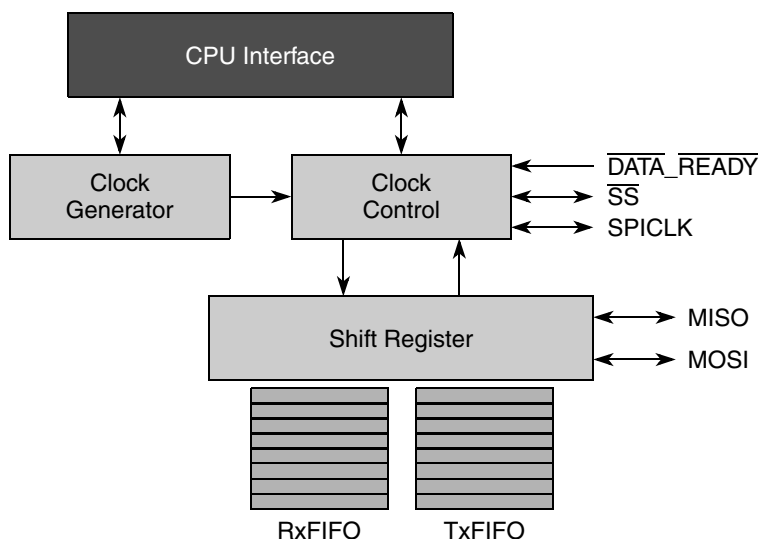 CPU Interface
Clock
Generator
Clock
Control
DATA_READY
SS
SPICLK
Shift Register
MISO
MOSI
RxFIFO
TxFIFO